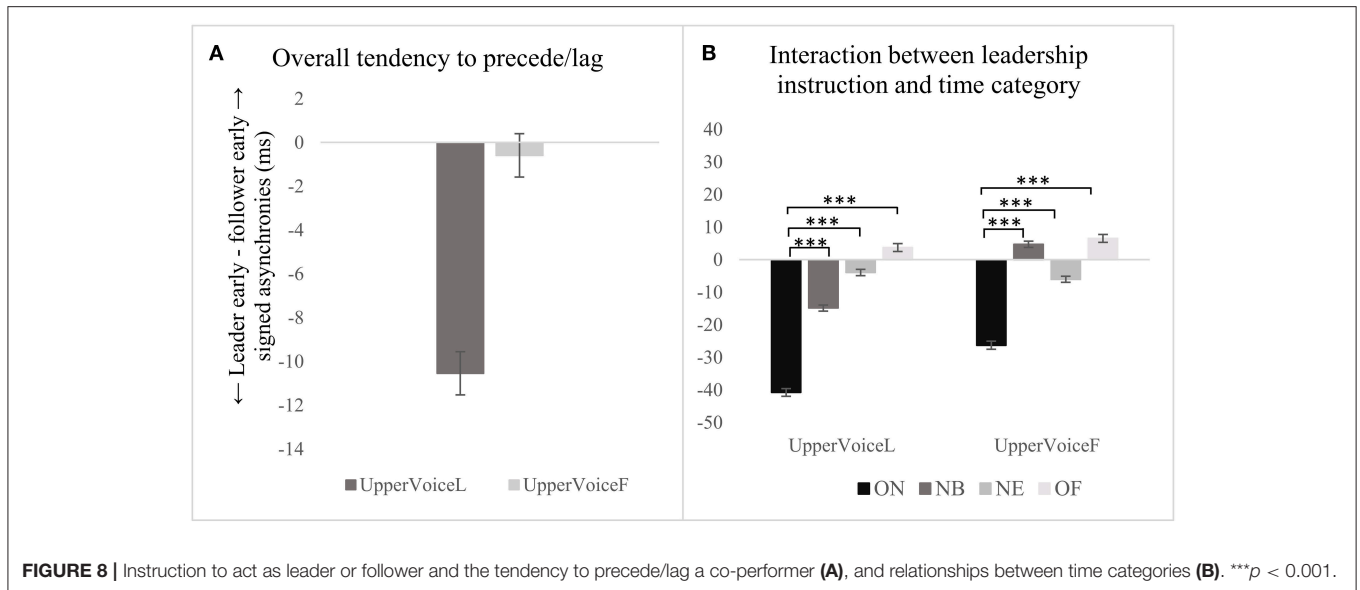 A
Overall tendency to precede/lag
← Leader early - follower early →
signed asynchronies (ms)
2
0
-2
-4
-6
-8
-10
-12
-14
UpperVoiceL UpperVoiceF
B
Interaction between leadership
instruction and time category
40
30
20
10
0
-10
-20
-30
-40
-50
***
***
***
***
***
***
UpperVoiceL UpperVoiceF
ON NB NE OF
FIGURE 8 | Instruction to act as leader or follower and the tendency to precede/lag a co-performer (A), and relationships between time categories (B). ***p < 0.001.